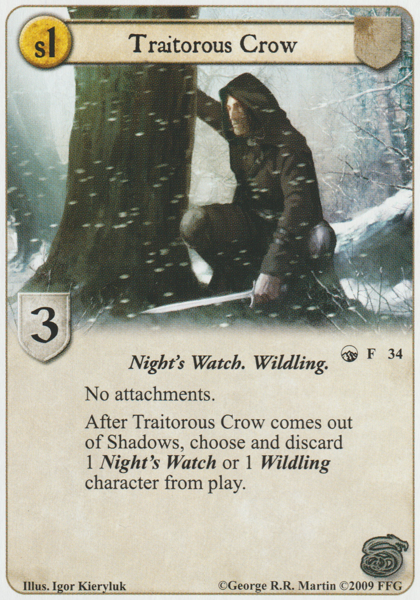 s1
Traitorous Crow
3
Night's Watch. Wildling.
F 34
No attachments.
After Traitorous Crow comes out
of Shadows, choose and discard
1 Night's Watch or 1 Wildling
character from play.
Illus. Igor Kieryluk
©George R.R. Martin ©2009 FFG